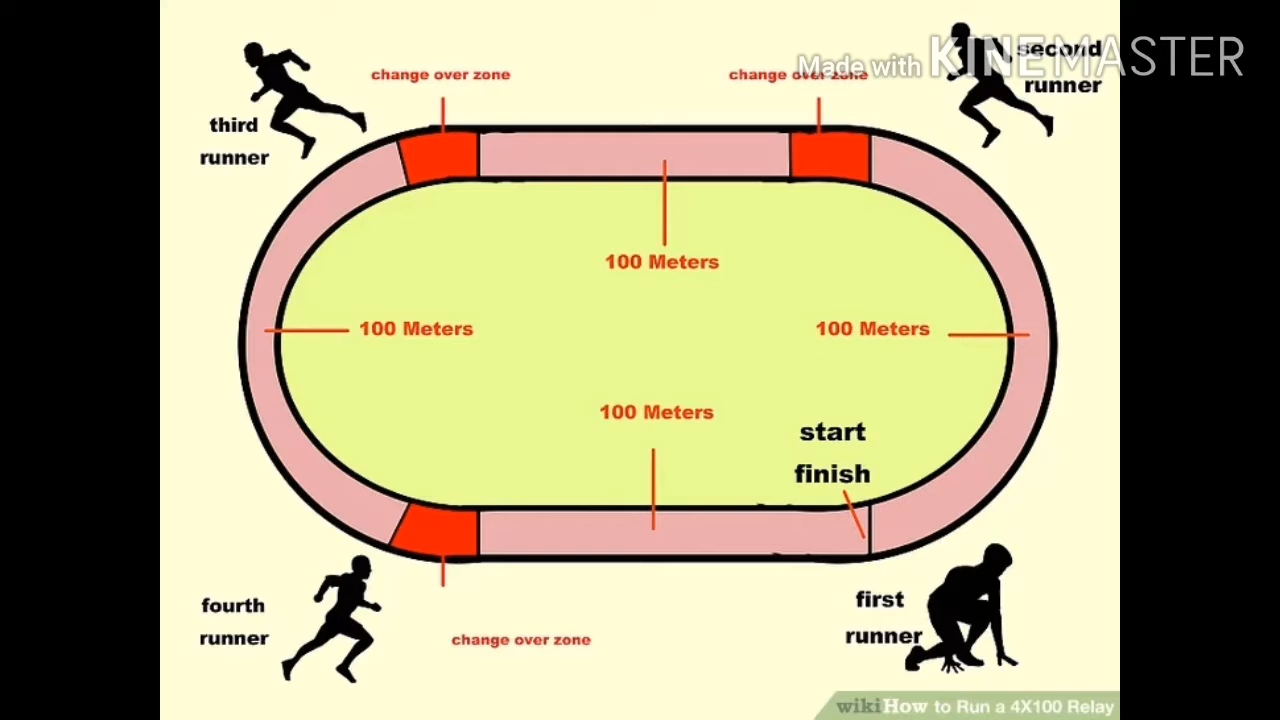 Made with KINEMASTER
second
runner
change over zone
change over zone
third
runner
100 Meters
100 Meters
100 Meters
100 Meters
start
finish
first
runner
fourth
runner
change over zone
wikiHow to Run a 4X100 Relay